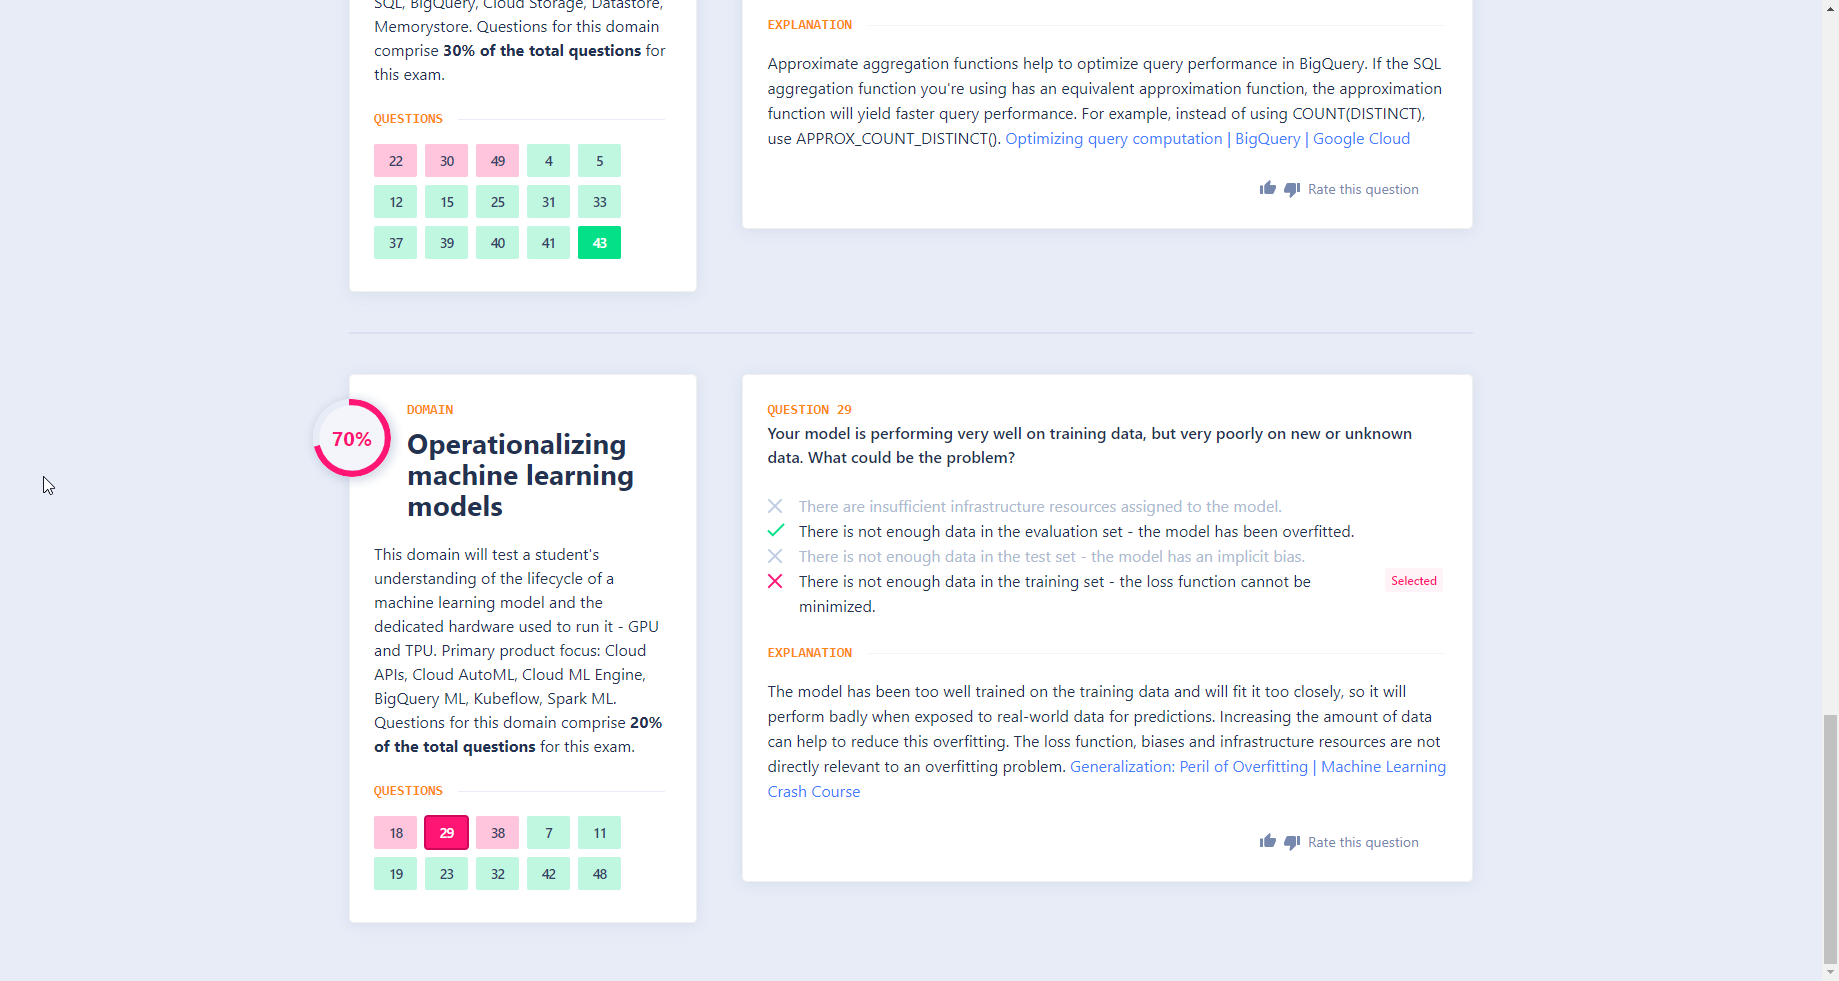 SQL, BigQuery, Cloud Storage, Datastore,
Memorystore. Questions for this domain
comprise 30% of the total questions for
this exam.
QUESTIONS
22 30 49 4 5
12 15 25 31 33
37 39 40 41 43
EXPLANATION
Approximate aggregation functions help to optimize query performance in BigQuery. If the SQL
aggregation function you're using has an equivalent approximation function, the approximation
function will yield faster query performance. For example, instead of using COUNT(DISTINCT),
use APPROX_COUNT_DISTINCT(). Optimizing query computation | BigQuery | Google Cloud
Rate this question
70%
DOMAIN
Operationalizing
machine learning
models
This domain will test a student's
understanding of the lifecycle of a
machine learning model and the
dedicated hardware used to run it - GPU
and TPU. Primary product focus: Cloud
APIs, Cloud AutoML, Cloud ML Engine,
BigQuery ML, Kubeflow, Spark ML.
Questions for this domain comprise 20%
of the total questions for this exam.
QUESTIONS
18 29 38 7 11
19 23 32 42 48
QUESTION 29
Your model is performing very well on training data, but very poorly on new or unknown
data. What could be the problem?
There are insufficient infrastructure resources assigned to the model.
There is not enough data in the evaluation set - the model has been overfitted.
There is not enough data in the test set - the model has an implicit bias.
There is not enough data in the training set - the loss function cannot be
minimized.
Selected
EXPLANATION
The model has been too well trained on the training data and will fit it too closely, so it will
perform badly when exposed to real-world data for predictions. Increasing the amount of data
can help to reduce this overfitting. The loss function, biases and infrastructure resources are not
directly relevant to an overfitting problem. Generalization: Peril of Overfitting | Machine Learning
Crash Course
Rate this question